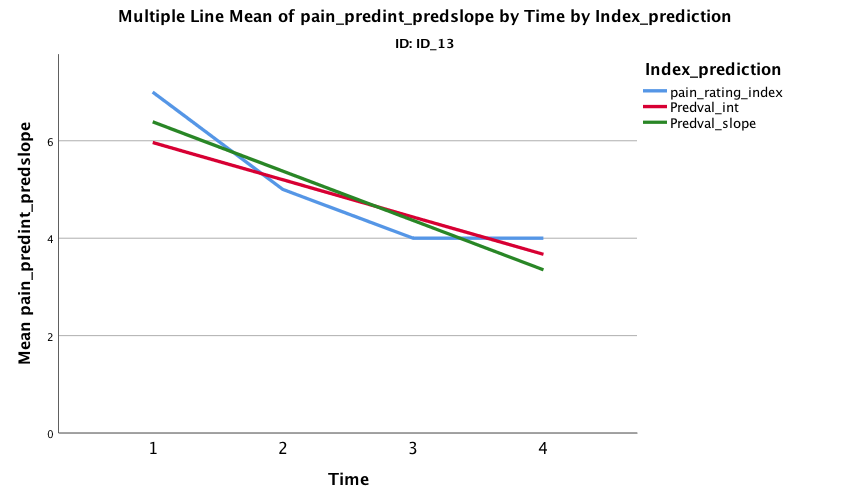 Multiple Line Mean of pain_predint_predslope by Time by Index_prediction
ID: ID_13
Index_prediction
pain_rating_index
Predval_int
Predval_slope
Mean pain_predint_predslope
6
4
2
0
1 2 3 4
Time